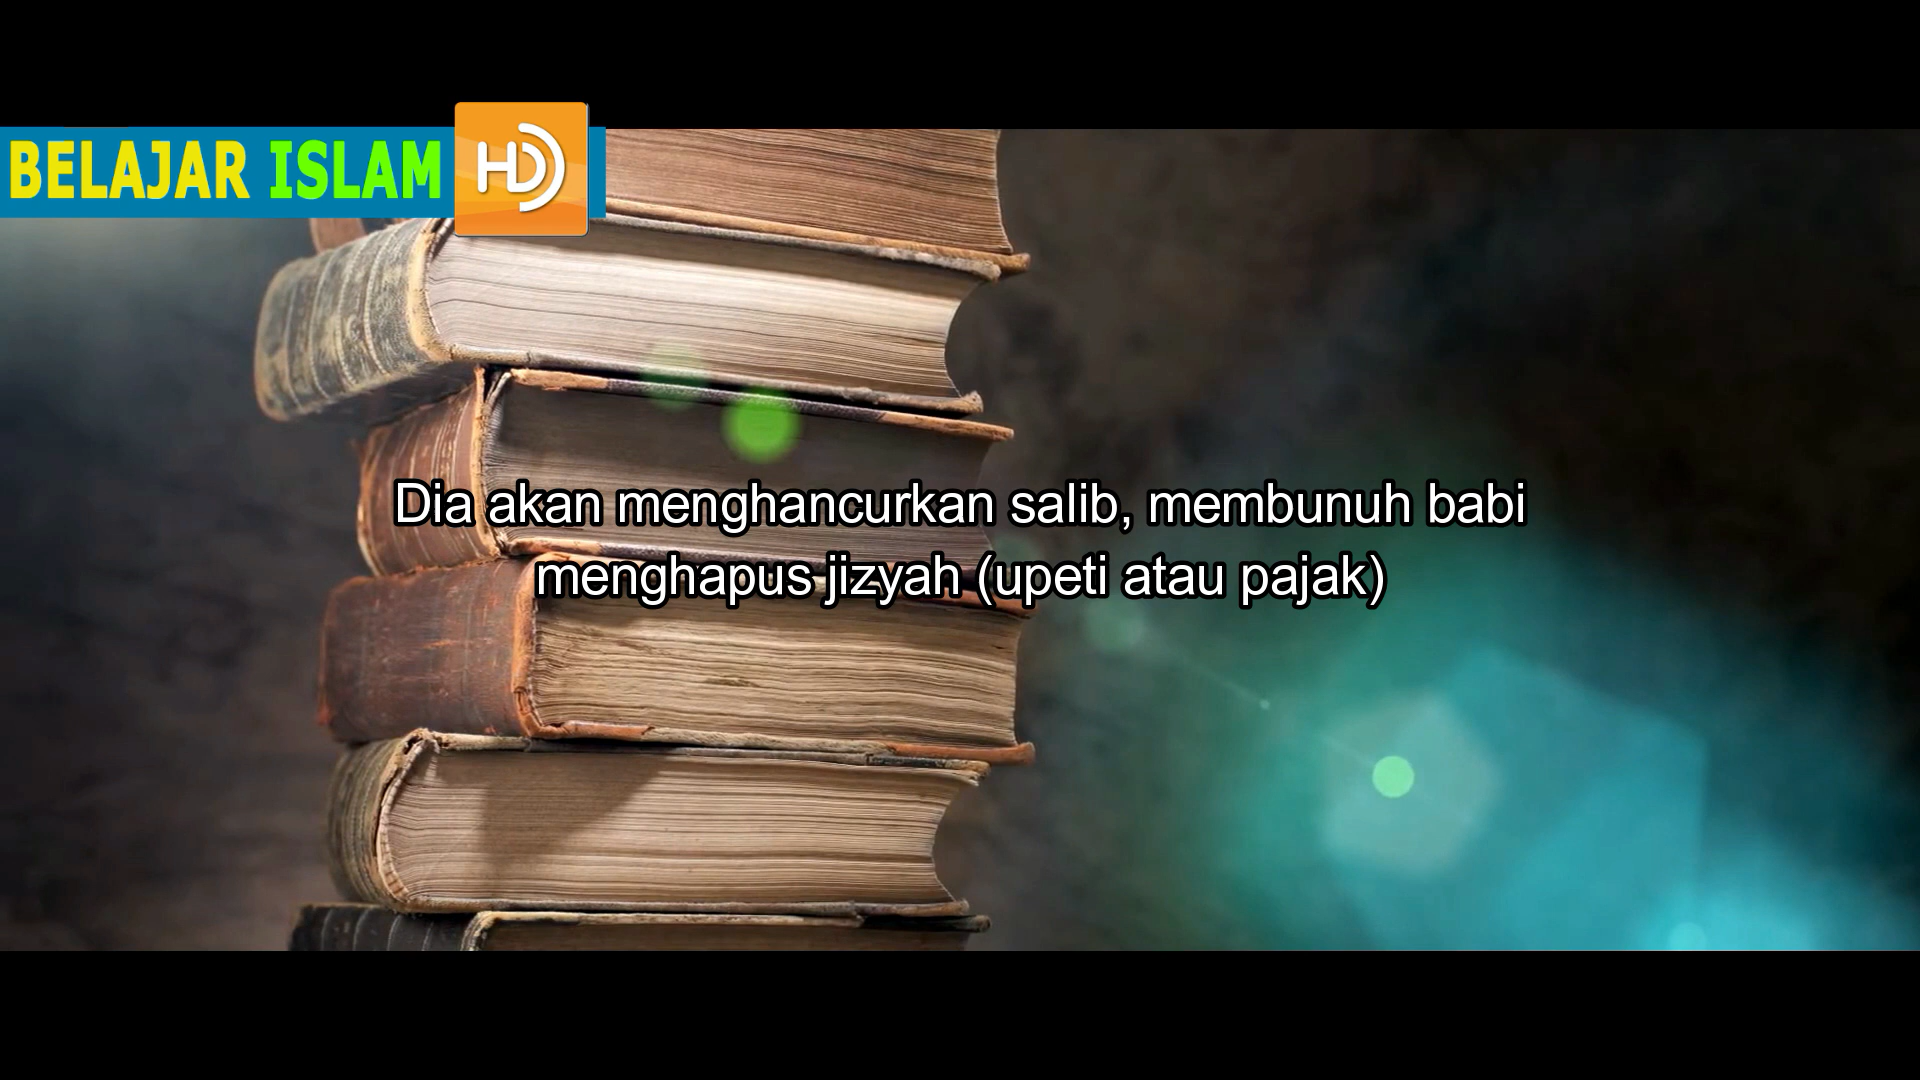 BELAJAR ISLAM HD
Dia akan menghancurkan salib, membunuh babi
menghapus jizyah (upeti atau pajak)